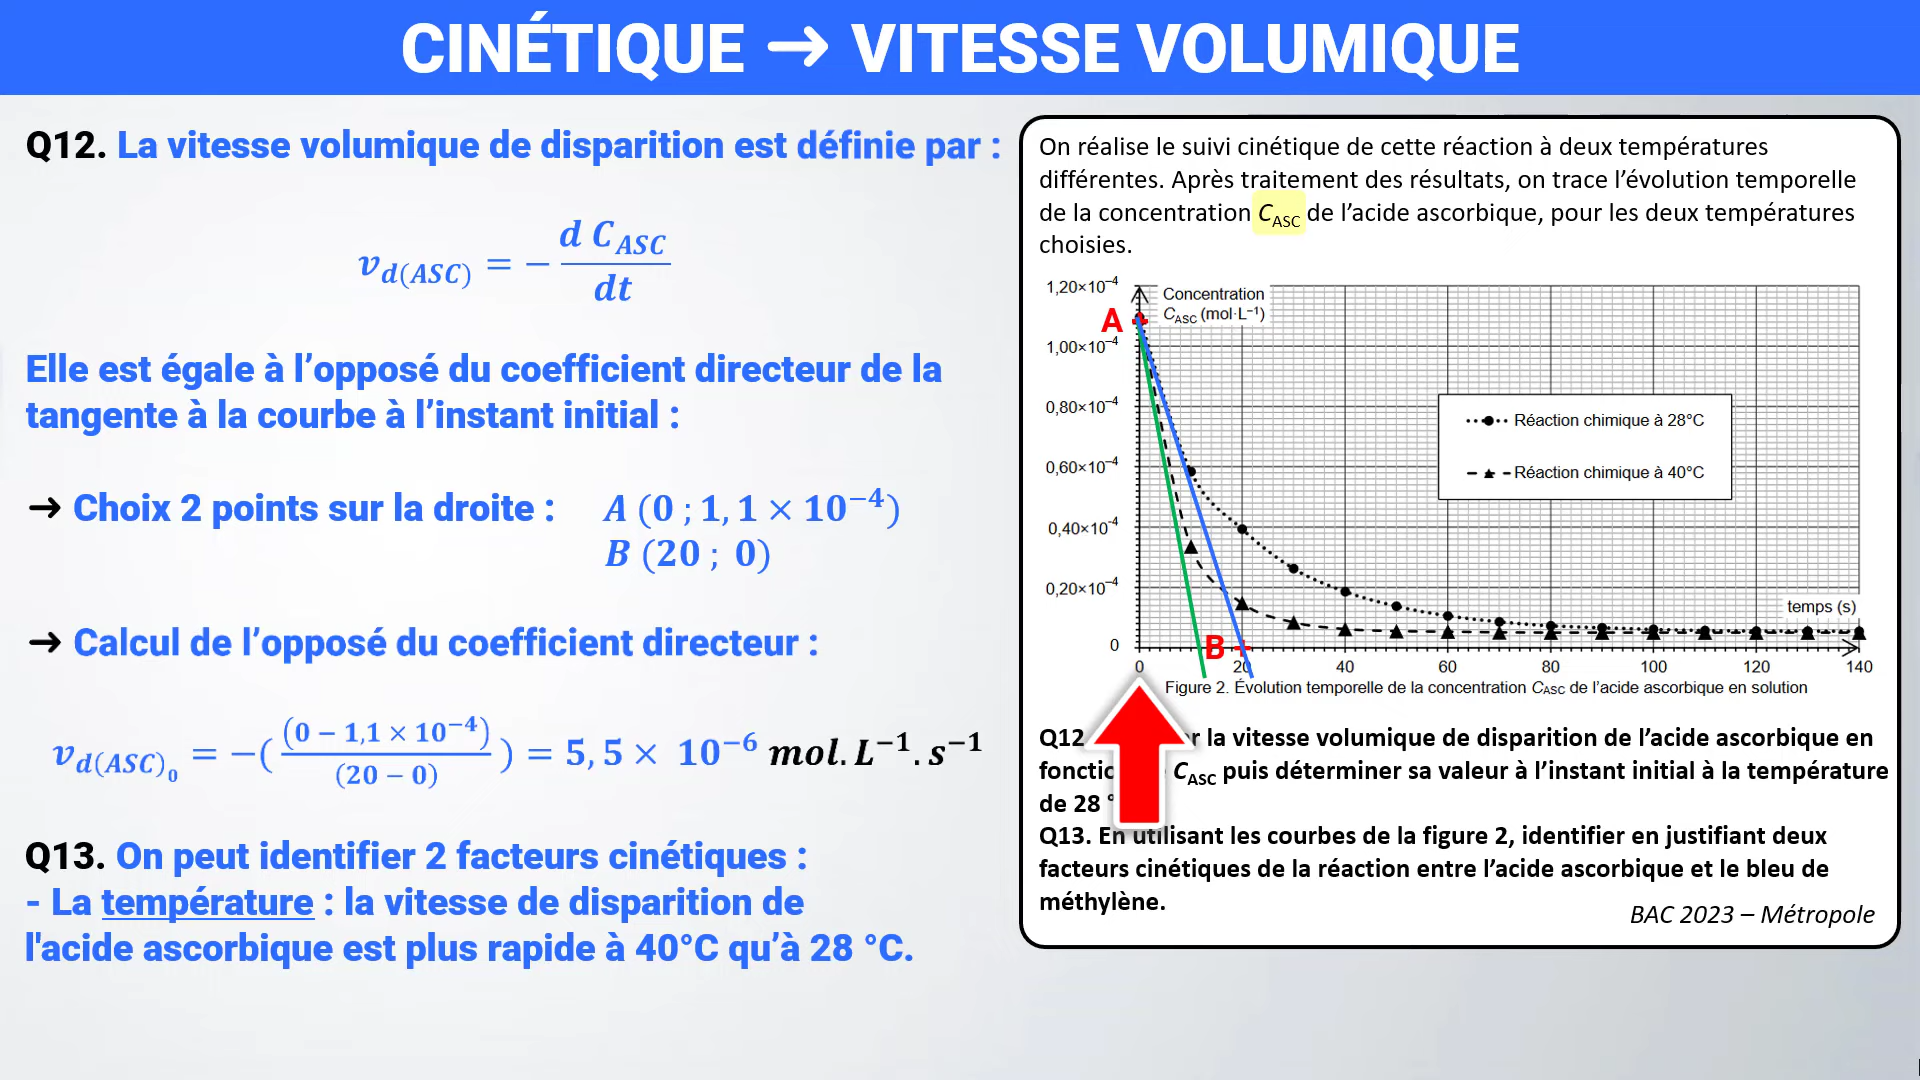 CINÉTIQUE → VITESSE VOLUMIQUE
Q12. La vitesse volumique de disparition est définie par :
v_d(ASC) = − d C_ASC / dt
Elle est égale à l’opposé du coefficient directeur de la
tangente à la courbe à l’instant initial :
→ Choix 2 points sur la droite : A (0 ; 1,1 × 10⁻⁴)
B (20 ; 0)
→ Calcul de l’opposé du coefficient directeur :
v_d(ASC)₀ = −( (0 − 1,1 × 10⁻⁴) / (20 − 0) ) = 5,5 × 10⁻⁶ mol.L⁻¹.s⁻¹
Q13. On peut identifier 2 facteurs cinétiques :
- La température : la vitesse de disparition de
l'acide ascorbique est plus rapide à 40°C qu’à 28 °C.
On réalise le suivi cinétique de cette réaction à deux températures
différentes. Après traitement des résultats, on trace l’évolution temporelle
de la concentration C_ASC de l’acide ascorbique, pour les deux températures
choisies.
1,20×10⁻⁴
Concentration
C_ASC (mol·L⁻¹)
A
1,00×10⁻⁴
0,80×10⁻⁴
Réaction chimique à 28°C
0,60×10⁻⁴
Réaction chimique à 40°C
0,40×10⁻⁴
0,20×10⁻⁴
temps (s)
0
B
0 20 40 60 80 100 120 140
Figure 2. Évolution temporelle de la concentration C_ASC de l’acide ascorbique en solution
Q12 la vitesse volumique de disparition de l’acide ascorbique en
C_ASC puis déterminer sa valeur à l’instant initial à la température
de 28
Q13. En utilisant les courbes de la figure 2, identifier en justifiant deux
facteurs cinétiques de la réaction entre l’acide ascorbique et le bleu de
méthylène.
BAC 2023 – Métropole